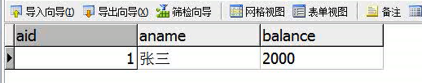 导入向导(I) 导出向导(X) 筛检向导 网格视图 表单视图 备注
aid aname balance
1 张三 2000